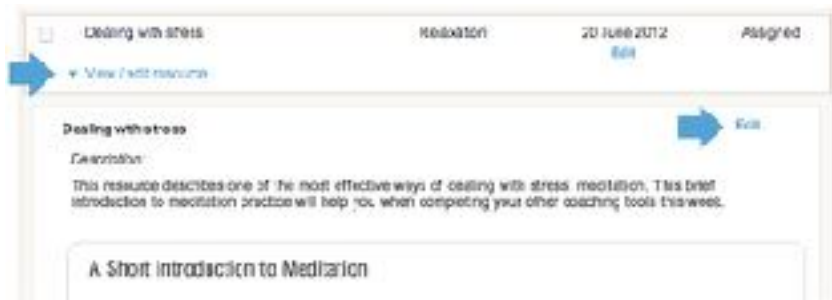 Dealing with stress Relaxation 20 June 2012 Assigned
Edit
View / edit resource
Dealing with stress Edit
Description:
This resource describes one of the most effective ways of dealing with stress: meditation. This brief
introduction to meditation practice will help you when completing your other coaching tools this week.
A Short Introduction to Meditation